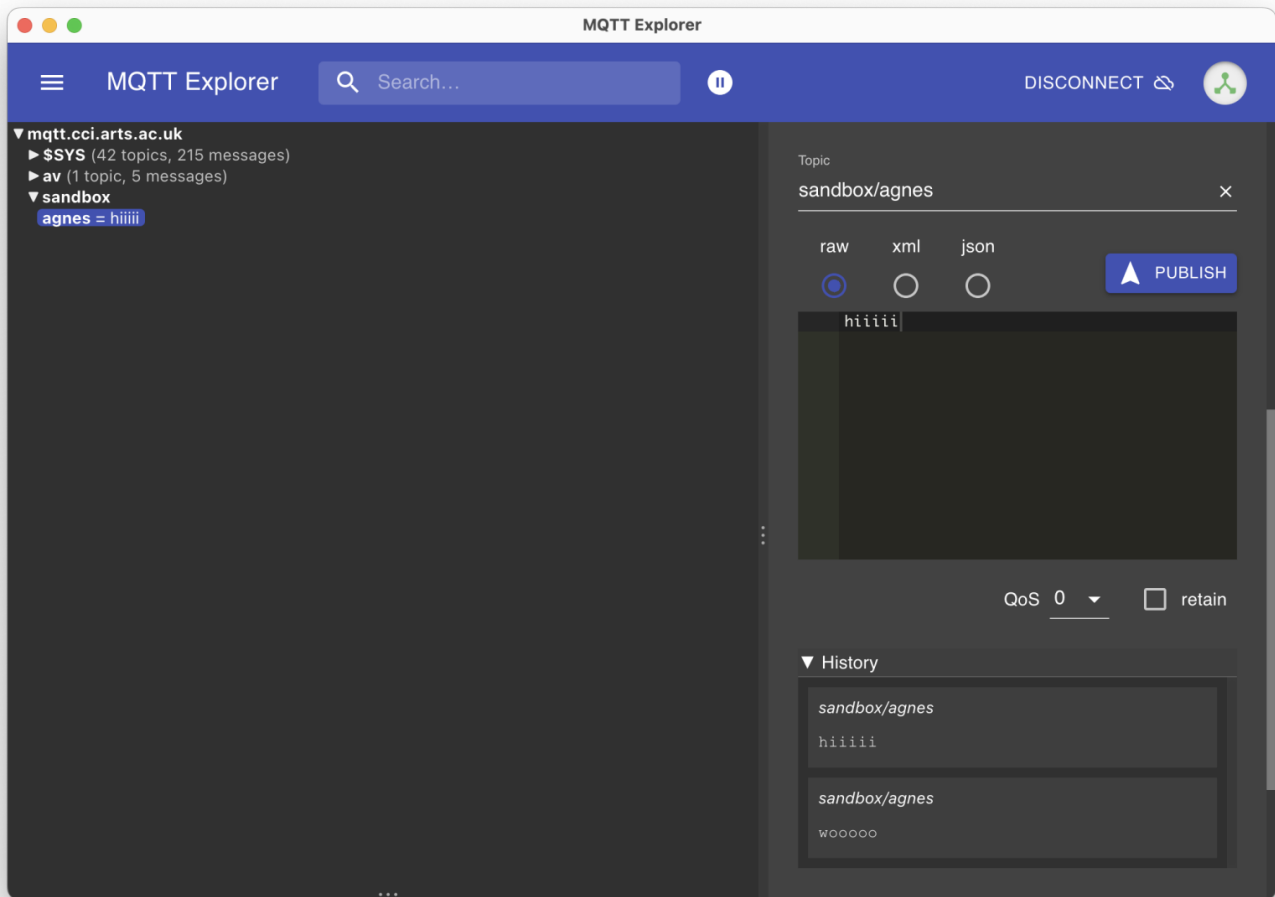 MQTT Explorer
MQTT Explorer
Search...
DISCONNECT
▼ mqtt.cci.arts.ac.uk
▶ $SYS (42 topics, 215 messages)
▶ av (1 topic, 5 messages)
▼ sandbox
agnes = hiiiii
Topic
sandbox/agnes
raw xml json
PUBLISH
hiiiii
QoS 0 retain
▼ History
sandbox/agnes
hiiiii
sandbox/agnes
wooooo